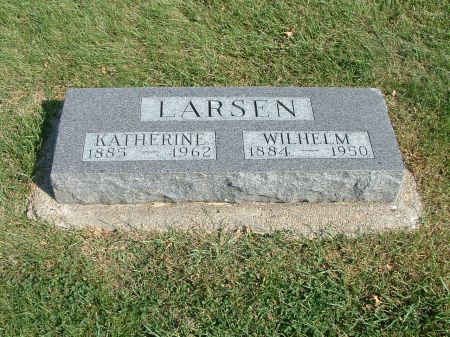 LARSEN
KATHERINE WILHELM
1885 — 1962 1884 — 1950